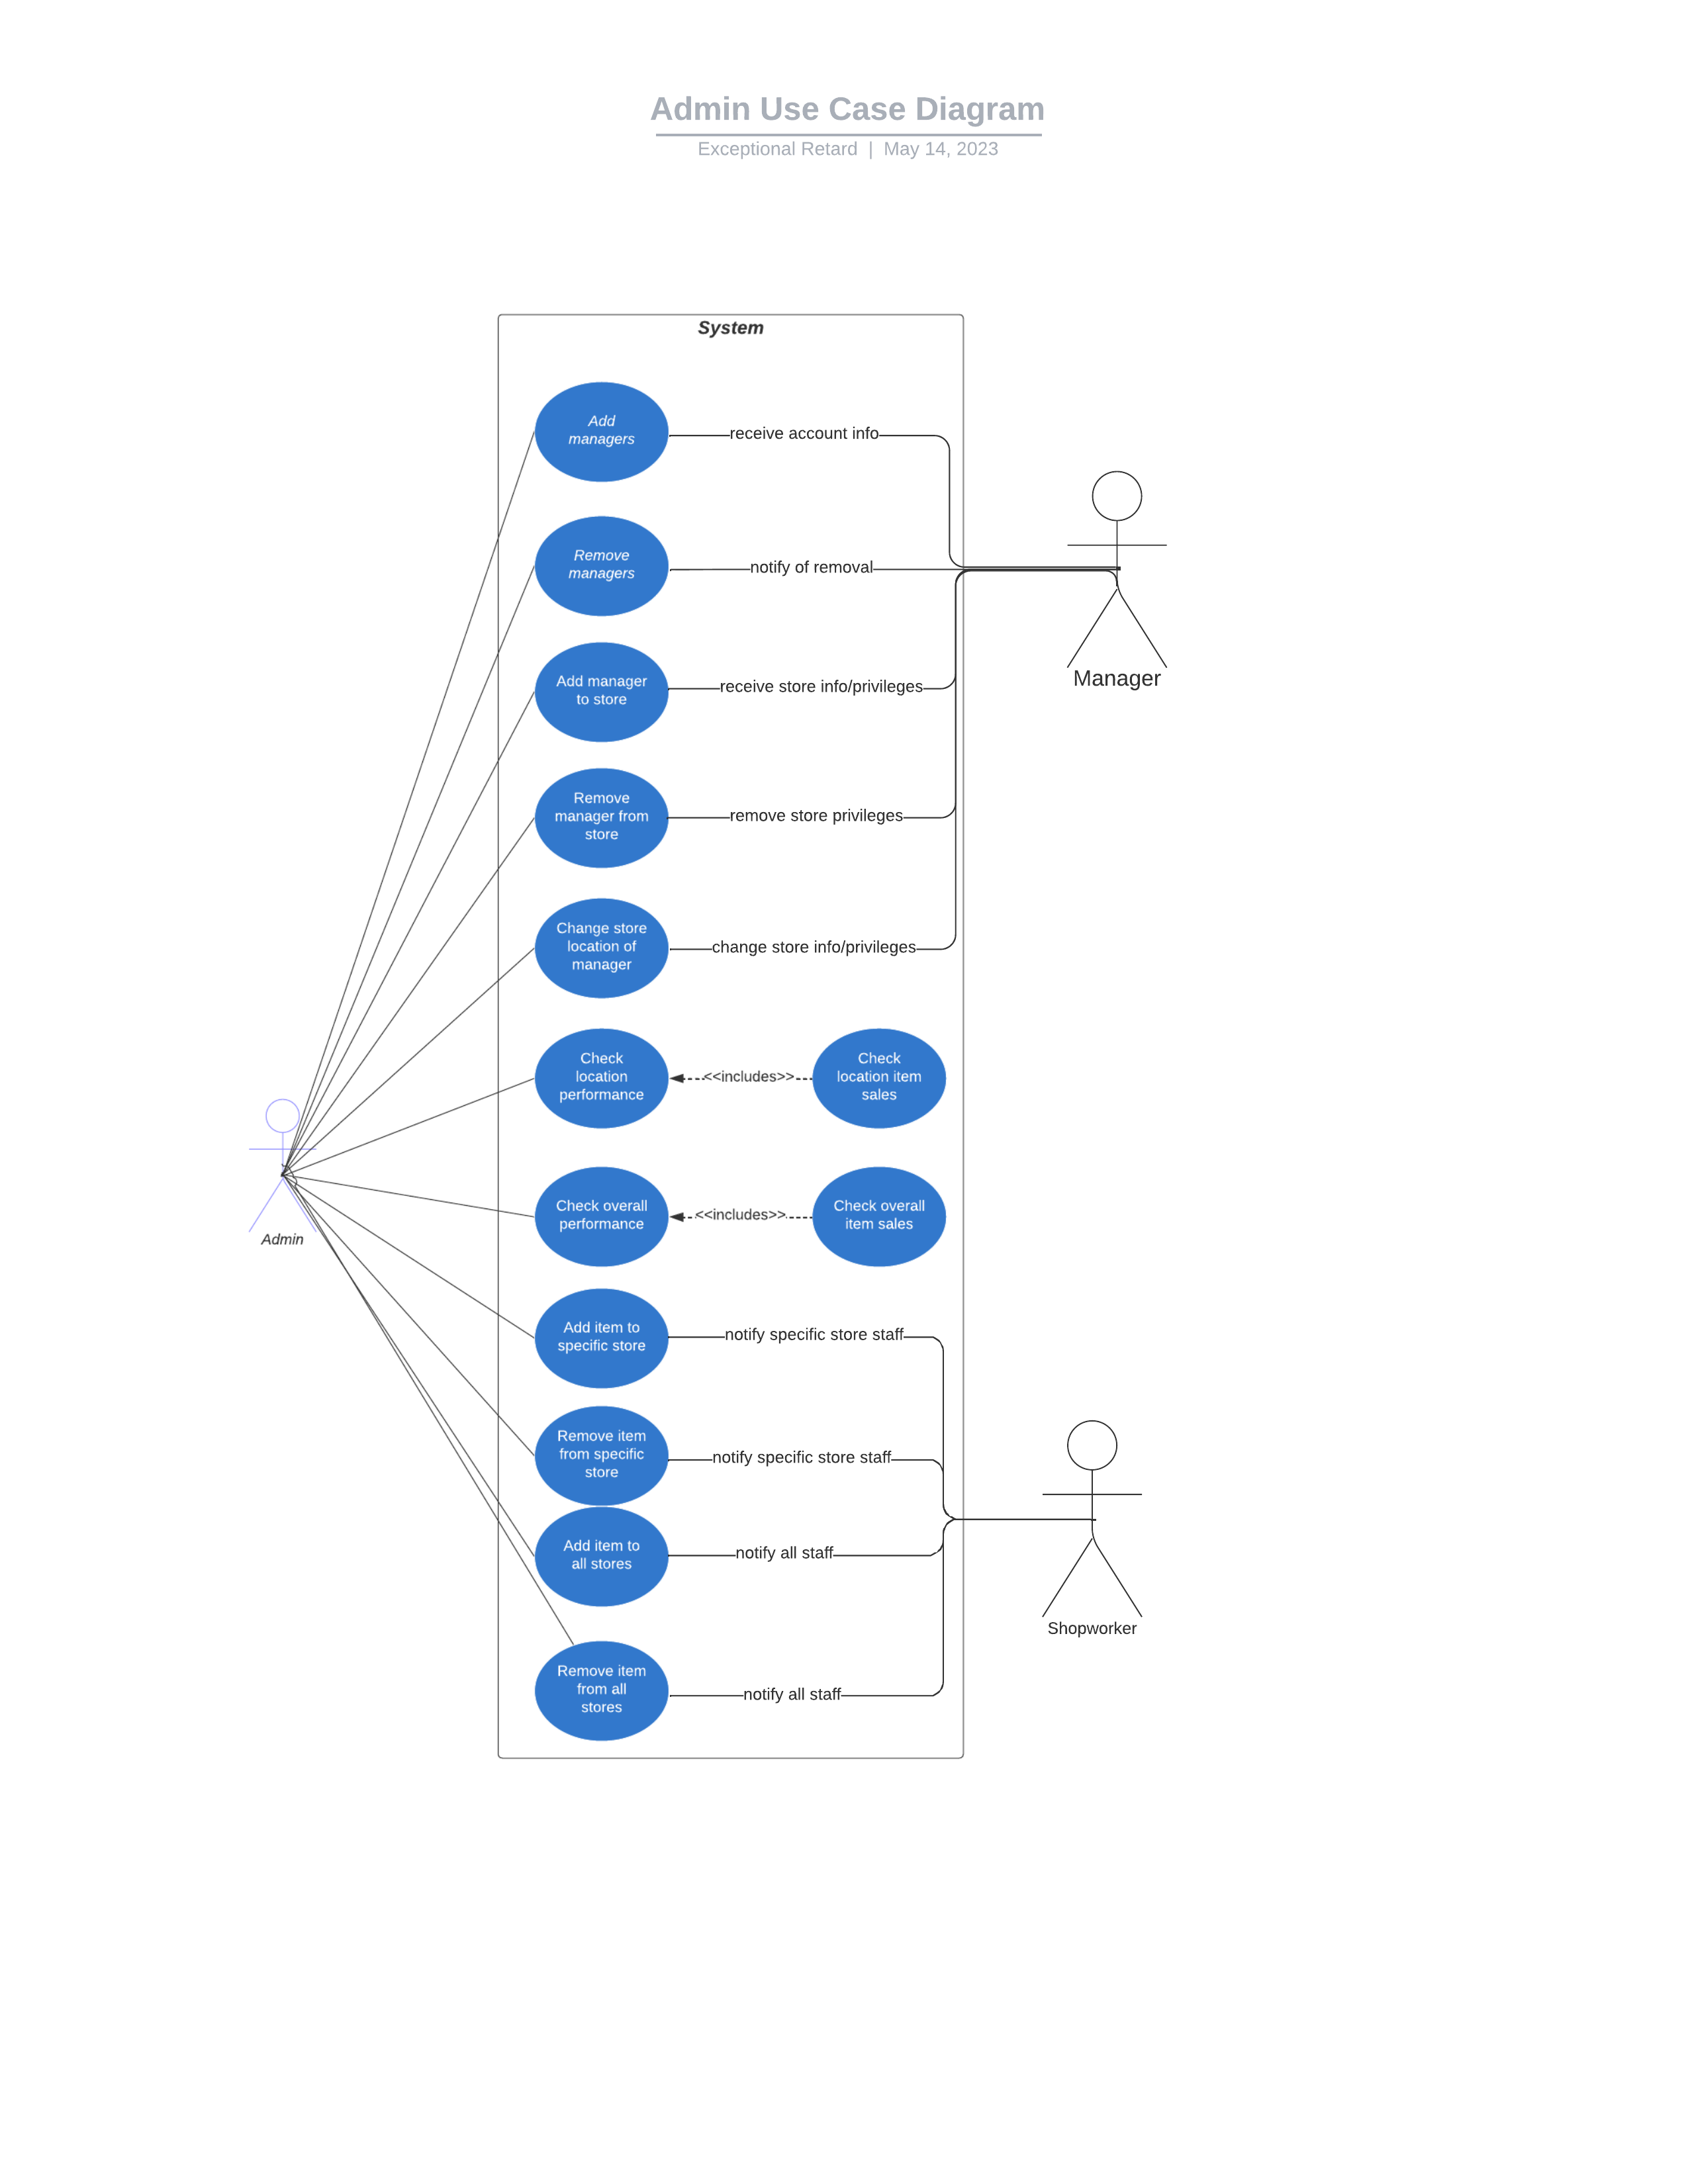 Admin Use Case Diagram
Exceptional Retard | May 14, 2023
System
Add
managers
receive account info
Remove
managers
notify of removal
Manager
Add manager
to store
receive store info/privileges
Remove
manager from
store
remove store privileges
Change store
location of
manager
change store info/privileges
Check
location
performance
<<includes>>
Check
location item
sales
Admin
Check overall
performance
<<includes>>
Check overall
item sales
Add item to
specific store
notify specific store staff
Remove item
from specific
store
notify specific store staff
Add item to
all stores
notify all staff
Shopworker
Remove item
from all
stores
notify all staff